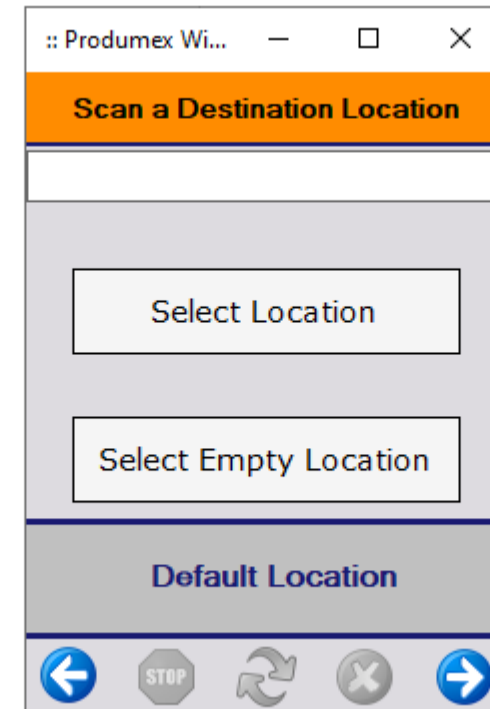 :: Produmex Wi...
Scan a Destination Location
Select Location
Select Empty Location
Default Location
STOP